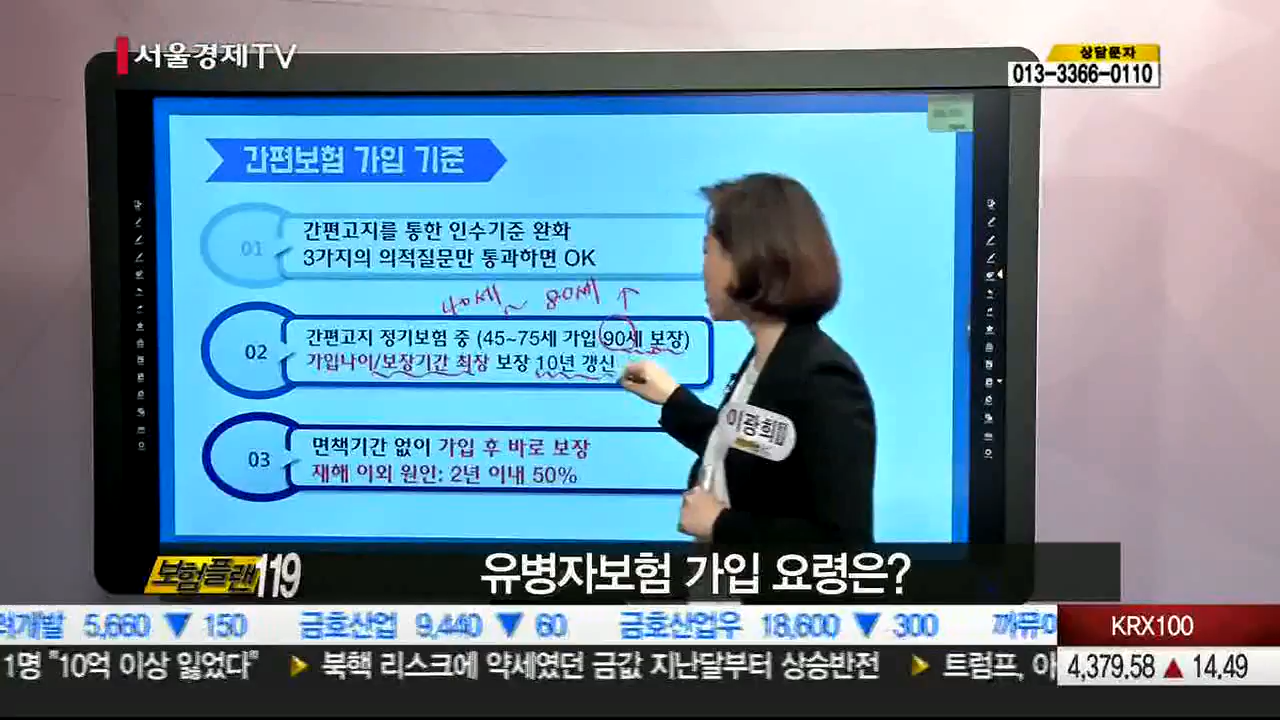 서울경제TV
상담문자
013-3366-0110
간편보험 가입 기준
01
간편고지를 통한 인수기준 완화
3가지의 의적질문만 통과하면 OK
40세~ 80세 ↑
02
간편고지 정기보험 중 (45~75세 가입 90세 보장)
가입나이/보장기간 최장 보장 10년 갱신
03
면책기간 없이 가입 후 바로 보장
재해 이외 원인: 2년 이내 50%
이광희
보험플랜119
유병자보험 가입 요령은?
개발 5,660 ▼ 150 금호산업 9,440 ▼ 60 금호산업우 18,600 ▼ 300
KRX100
1명 "10억 이상 잃었다" ▶ 북핵 리스크에 약세였던 금값 지난달부터 상승반전 ▶ 트럼프, 아
4,379.58 ▲ 14.49